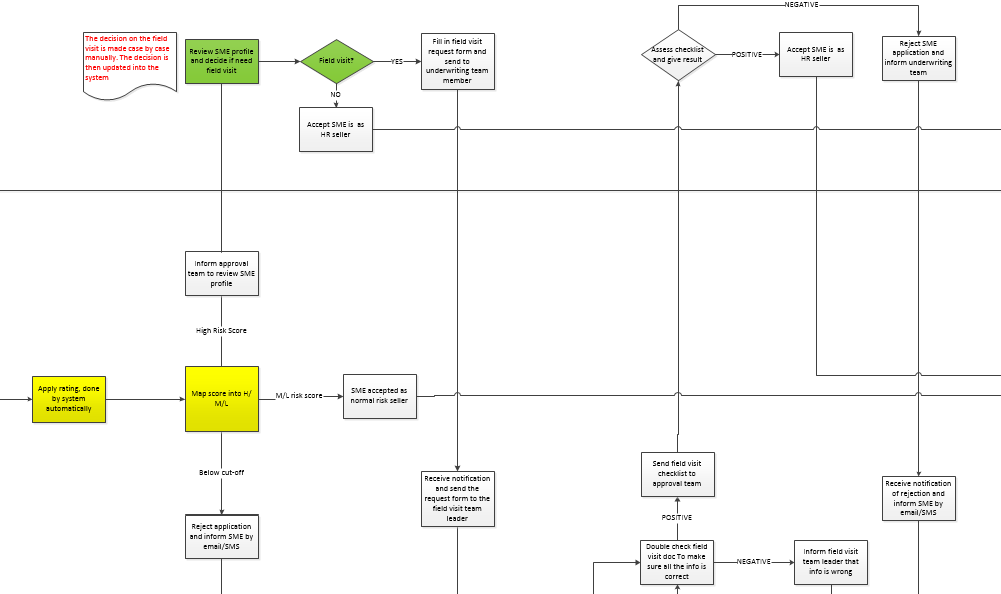 NEGATIVE
The decision on the field
visit is made case by case
manually. The decision is
then updated into the
system
Review SME profile
and decide if need
field visit
Field visit?
YES
Fill in field visit
request form and
send to
underwriting team
member
Assess checklist
and give result
POSITIVE
Accept SME is as
HR seller
Reject SME
application and
inform underwriting
team
NO
Accept SME is as
HR seller
Inform approval
team to review SME
profile
High Risk Score
Apply rating, done
by system
automatically
Map score into H/
M/L
M/L risk score
SME accepted as
normal risk seller
Below cut-off
Receive notification
and send the
request form to the
field visit team
leader
Send field visit
checklist to
approval team
Receive notification
of rejection and
inform SME by
email/SMS
Reject application
and inform SME by
email/SMS
POSITIVE
Double check field
visit doc To make
sure all the info is
correct
NEGATIVE
Inform field visit
team leader that
info is wrong